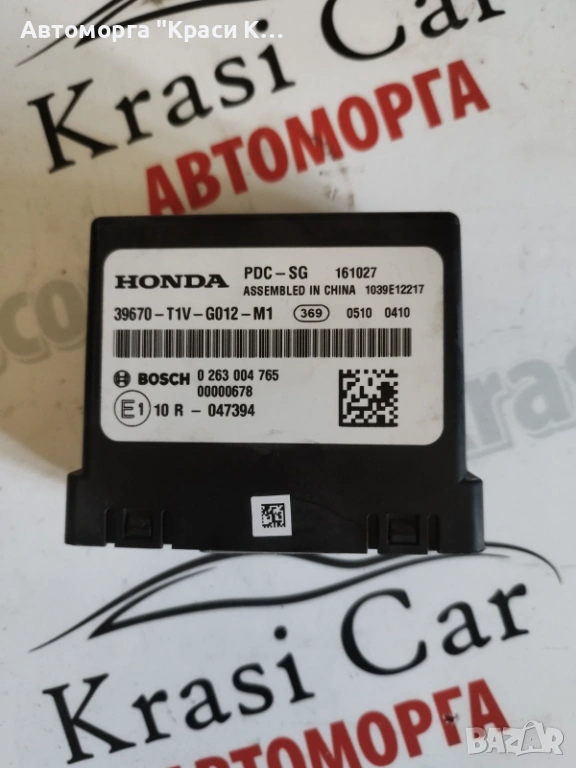 Автоморга "Краси К...
Krasi Car
АВТОМОРГА
HONDA PDC-SG 161027
ASSEMBLED IN CHINA 1039E12217
39670-T1V-G012-M1 369 0510 0410
BOSCH 0 263 004 765
00000678
E1 10 R - 047394
Krasi Car
АВТОМОРГА
BAZAR